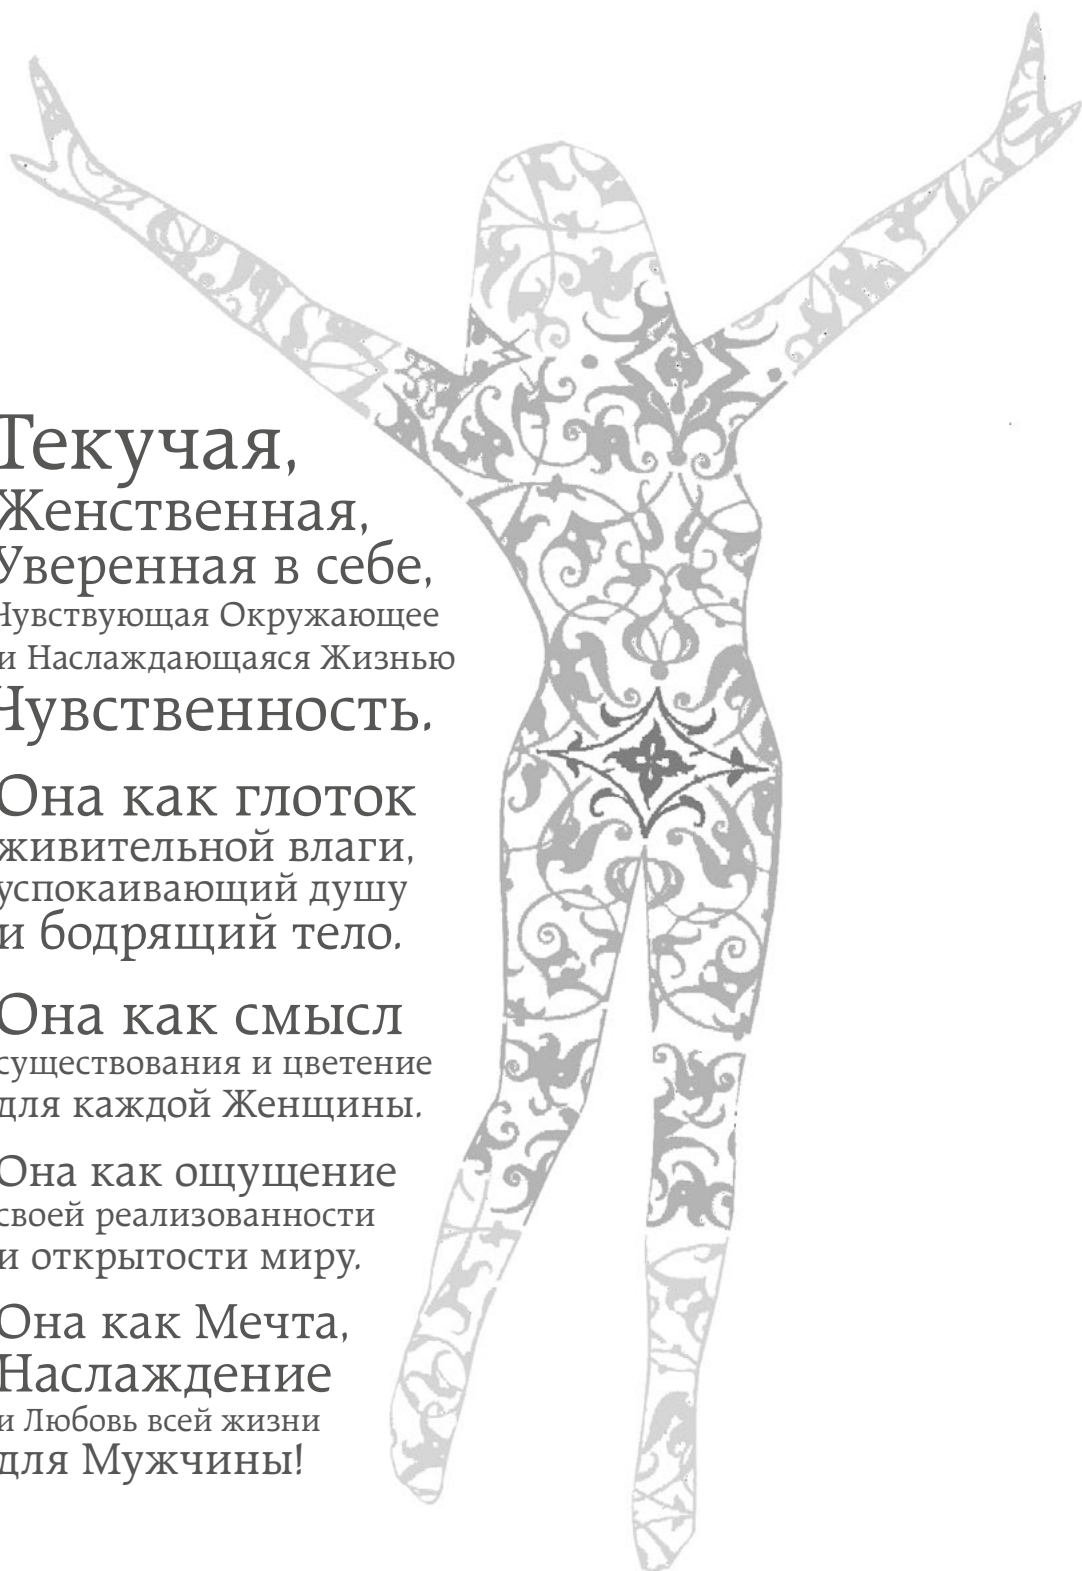 Текучая,
Женственная,
Уверенная в себе,
Чувствующая Окружающее
и Наслаждающаяся Жизнью
Чувственность.
Она как глоток
живительной влаги,
успокаивающий душу
и бодрящий тело.
Она как смысл
существования и цветение
для каждой Женщины.
Она как ощущение
своей реализованности
и открытости миру.
Она как Мечта,
Наслаждение
и Любовь всей жизни
для Мужчины!